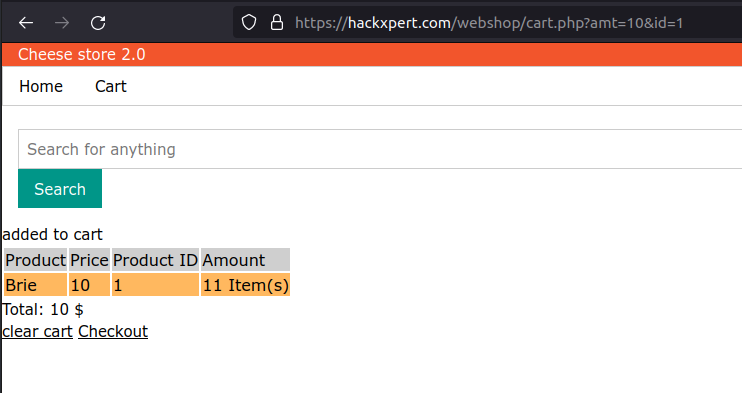 https://hackxpert.com/webshop/cart.php?amt=10&id=1
Cheese store 2.0
Home Cart
Search for anything
Search
added to cart
Product Price Product ID Amount
Brie 10 1 11 Item(s)
Total: 10 $
clear cart Checkout